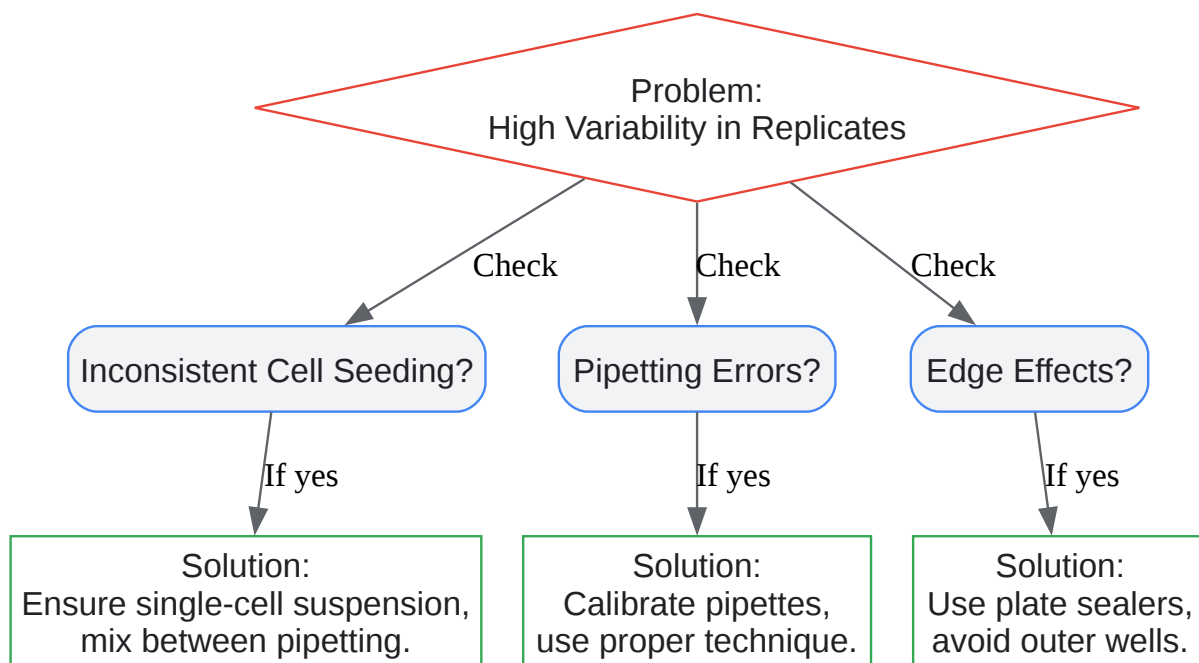 Problem:
High Variability in Replicates
Check
Check
Check
Inconsistent Cell Seeding?
Pipetting Errors?
Edge Effects?
If yes
If yes
If yes
Solution:
Ensure single-cell suspension,
mix between pipetting.
Solution:
Calibrate pipettes,
use proper technique.
Solution:
Use plate sealers,
avoid outer wells.